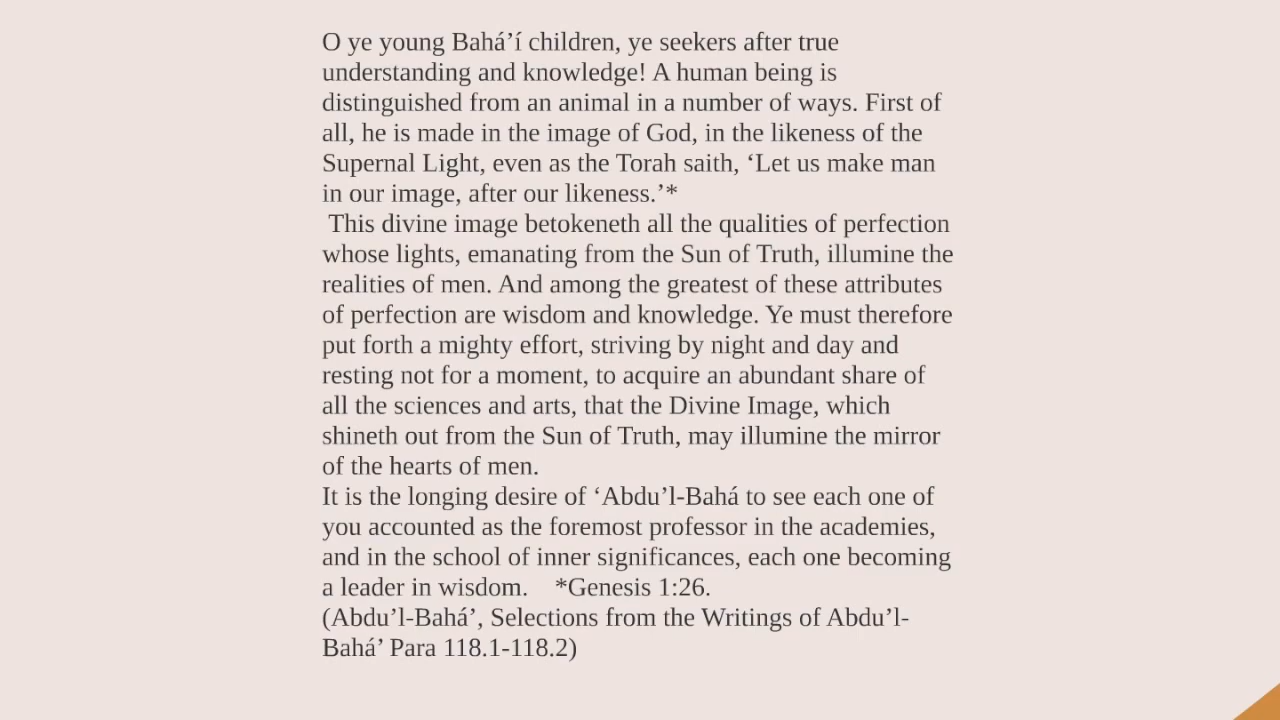 O ye young Bahá’í children, ye seekers after true
understanding and knowledge! A human being is
distinguished from an animal in a number of ways. First of
all, he is made in the image of God, in the likeness of the
Supernal Light, even as the Torah saith, ‘Let us make man
in our image, after our likeness.’*
This divine image betokeneth all the qualities of perfection
whose lights, emanating from the Sun of Truth, illumine the
realities of men. And among the greatest of these attributes
of perfection are wisdom and knowledge. Ye must therefore
put forth a mighty effort, striving by night and day and
resting not for a moment, to acquire an abundant share of
all the sciences and arts, that the Divine Image, which
shineth out from the Sun of Truth, may illumine the mirror
of the hearts of men.
It is the longing desire of ‘Abdu’l-Bahá to see each one of
you accounted as the foremost professor in the academies,
and in the school of inner significances, each one becoming
a leader in wisdom. *Genesis 1:26.
(Abdu’l-Bahá’, Selections from the Writings of Abdu’l-
Bahá’ Para 118.1-118.2)